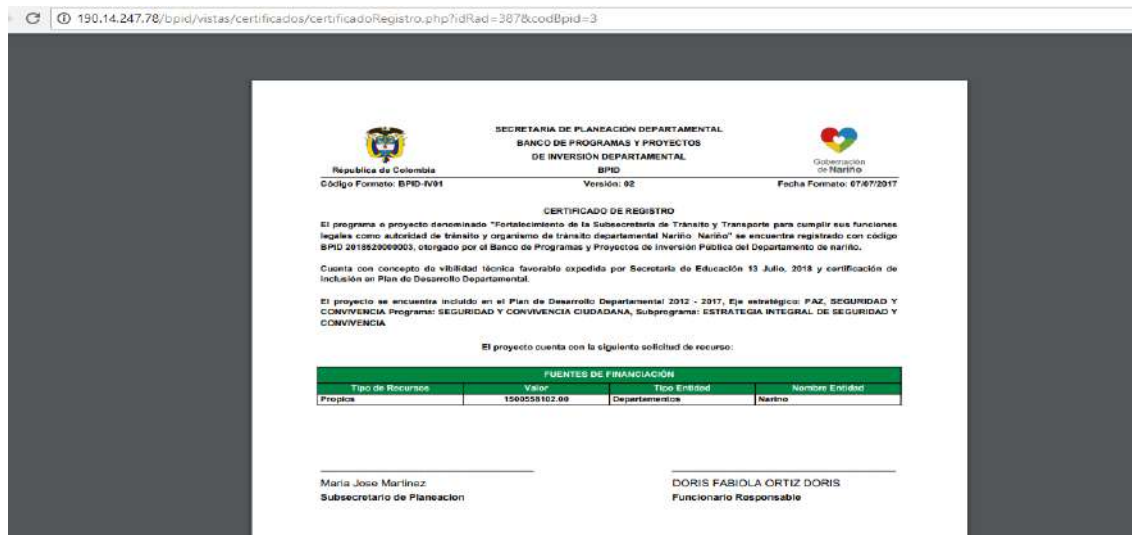 190.14.247.78/bpid/vistas/certificados/certificadoRegistro.php?idRad=387&codBpid=3
SECRETARIA DE PLANEACIÓN DEPARTAMENTAL
BANCO DE PROGRAMAS Y PROYECTOS
DE INVERSIÓN DEPARTAMENTAL
BPID
República de Colombia
Gobernación
de Nariño
Código Formato: BPID-IV01 Versión: 02 Fecha Formato: 07/07/2017
CERTIFICADO DE REGISTRO
El programa o proyecto denominado "Fortalecimiento de la Subsecretaría de Tránsito y Transporte para cumplir sus funciones
legales como autoridad de tránsito y organismo de tránsito departamental Nariño Nariño" se encuentra registrado con código
BPID 2018520000003, otorgado por el Banco de Programas y Proyectos de Inversión Pública del Departamento de nariño.
Cuenta con concepto de vibilidad técnica favorable expedida por Secretaria de Educación 13 Julio, 2018 y certificación de
inclusión en Plan de Desarrollo Departamental.
El proyecto se encuentra incluido en el Plan de Desarrollo Departamental 2012 - 2017, Eje estratégico: PAZ, SEGURIDAD Y
CONVIVENCIA Programa: SEGURIDAD Y CONVIVENCIA CIUDADANA, Subprograma: ESTRATEGIA INTEGRAL DE SEGURIDAD Y
CONVIVENCIA
El proyecto cuenta con la siguiente solicitud de recurso:
FUENTES DE FINANCIACIÓN
Tipo de Recursos Valor Tipo Entidad Nombre Entidad
Propios 1500558102.00 Departamentos Narino
Maria Jose Martinez DORIS FABIOLA ORTIZ DORIS
Subsecretario de Planeacion Funcionario Responsable